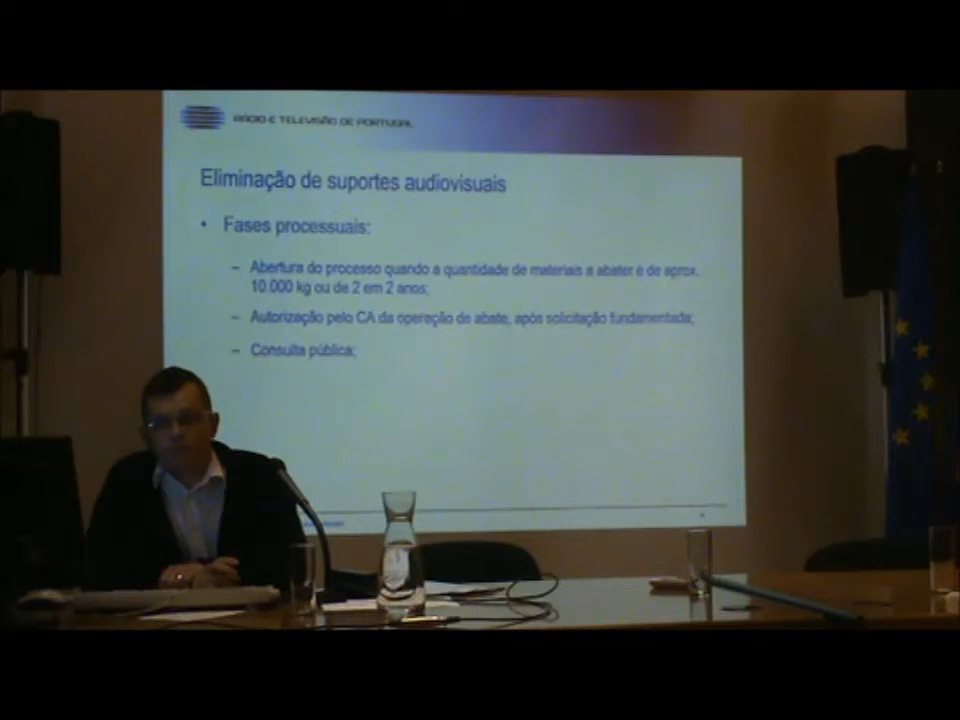 RÁDIO E TELEVISÃO DE PORTUGAL
Eliminação de suportes audiovisuais
• Fases processuais:
– Abertura do processo quando a quantidade de materiais a abater é de aprox.
10.000 kg ou de 2 em 2 anos;
– Autorização pelo CA da operação de abate, após solicitação fundamentada;
– Consulta pública;